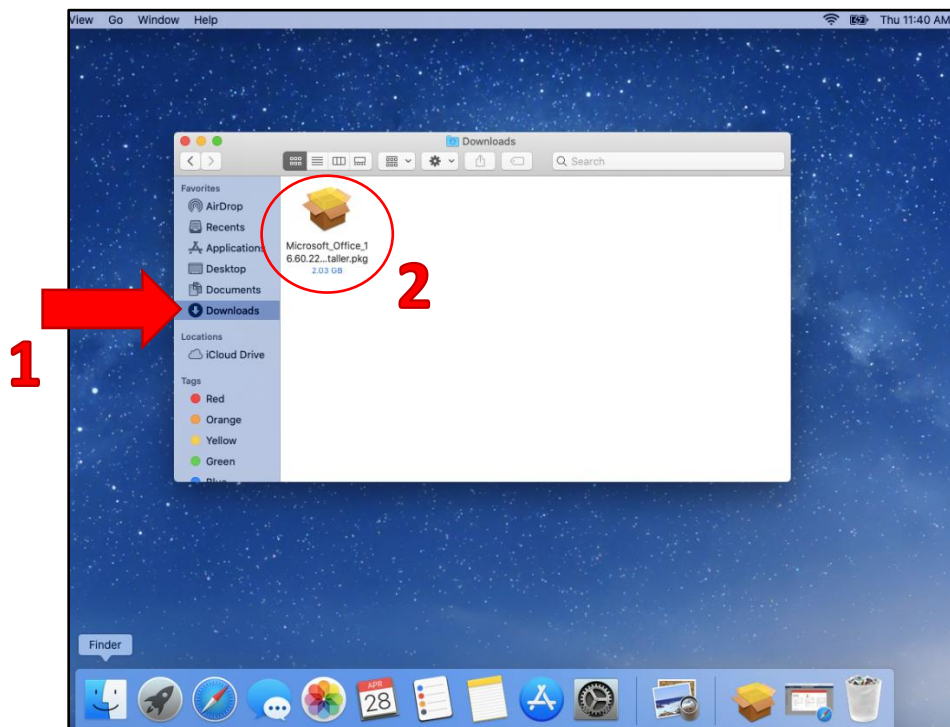 View Go Window Help Thu 11:40 AM
Downloads
Search
Favorites
AirDrop
Recents
Applications
Desktop
Documents
Downloads
Locations
iCloud Drive
Tags
Red
Orange
Yellow
Green
Blue
Microsoft_Office_1
6.60.22...taller.pkg
2.03 GB
1
2
Finder
APR
28